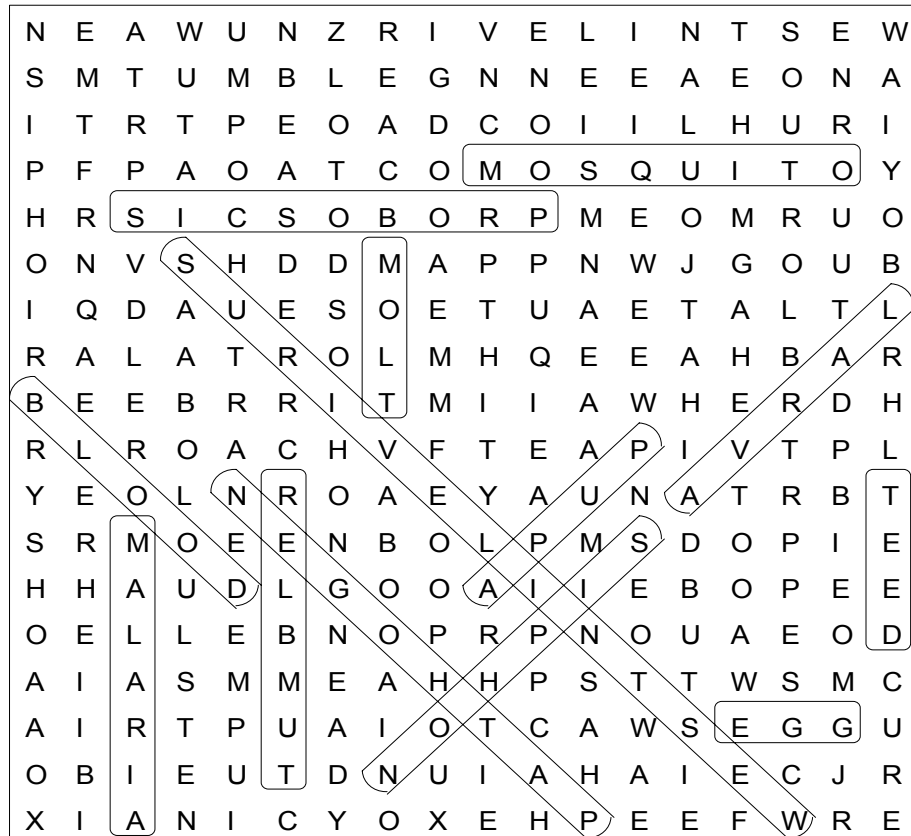 N E A W U N Z R I V E L I N T S E W
S M T U M B L E G N N E E A E O N A
I T R T P E O A D C O I I L H U R I
P F P A O A T C O M O S Q U I T O Y
H R S I C S O B O R P M E O M R U O
O N V S H D D M A P P N W J G O U B
I Q D A U E S O E T U A E T A L T L
R A L A T R O L M H Q E E A H B A R
B E E B R R I T M I I A W H E R D H
R L R O A C H V F T E A P I V T P L
Y E O L N R O A E Y A U N A T R B T
S R M O E E N B O L P M S D O P I E
H H A U D L G O O A I I E B O P E E
O E L L E B N O P R P N O U A E O D
A I A S M M E A H H P S T T W S M C
A I R T P U A I O T C A W S E G G U
O B I E U T D N U I A H A I E C J R
X I A N I C Y O X E H P E E F W R E